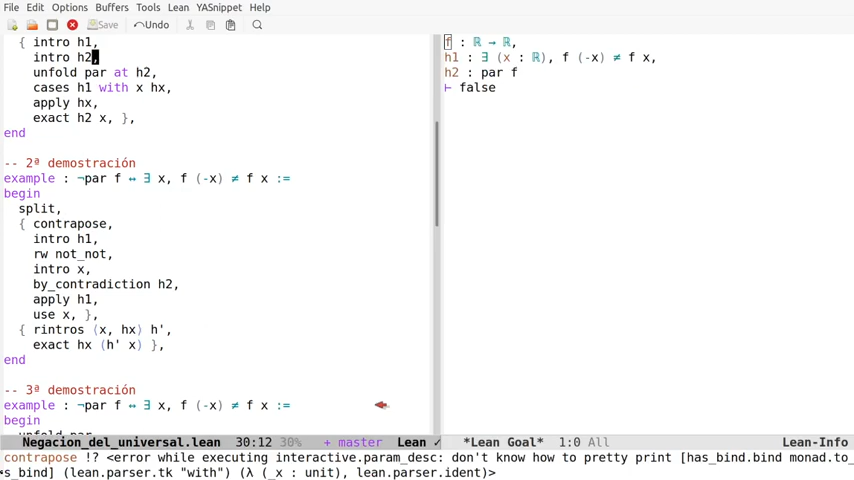 File Edit Options Buffers Tools Lean YASnippet Help
Save Undo
{ intro h1,
intro h2,
unfold par at h2,
cases h1 with x hx,
apply hx,
exact h2 x, },
end
-- 2ª demostración
example : ¬par f ↔ ∃ x, f (-x) ≠ f x :=
begin
split,
{ contrapose,
intro h1,
rw not_not,
intro x,
by_contradiction h2,
apply h1,
use x, },
{ rintros ⟨x, hx⟩ h',
exact hx (h' x) },
end
-- 3ª demostración
example : ¬par f ↔ ∃ x, f (-x) ≠ f x :=
begin
unfold par,
Negacion_del_universal.lean 30:12 30% + master Lean ✓
f : ℝ → ℝ,
h1 : ∃ (x : ℝ), f (-x) ≠ f x,
h2 : par f
⊢ false
*Lean Goal* 1:0 All Lean-Info
contrapose !? <error while executing interactive.param_desc: don't know how to pretty print [has_bind.bind monad.to_
s_bind] (lean.parser.tk "with") (λ (_x : unit), lean.parser.ident)>